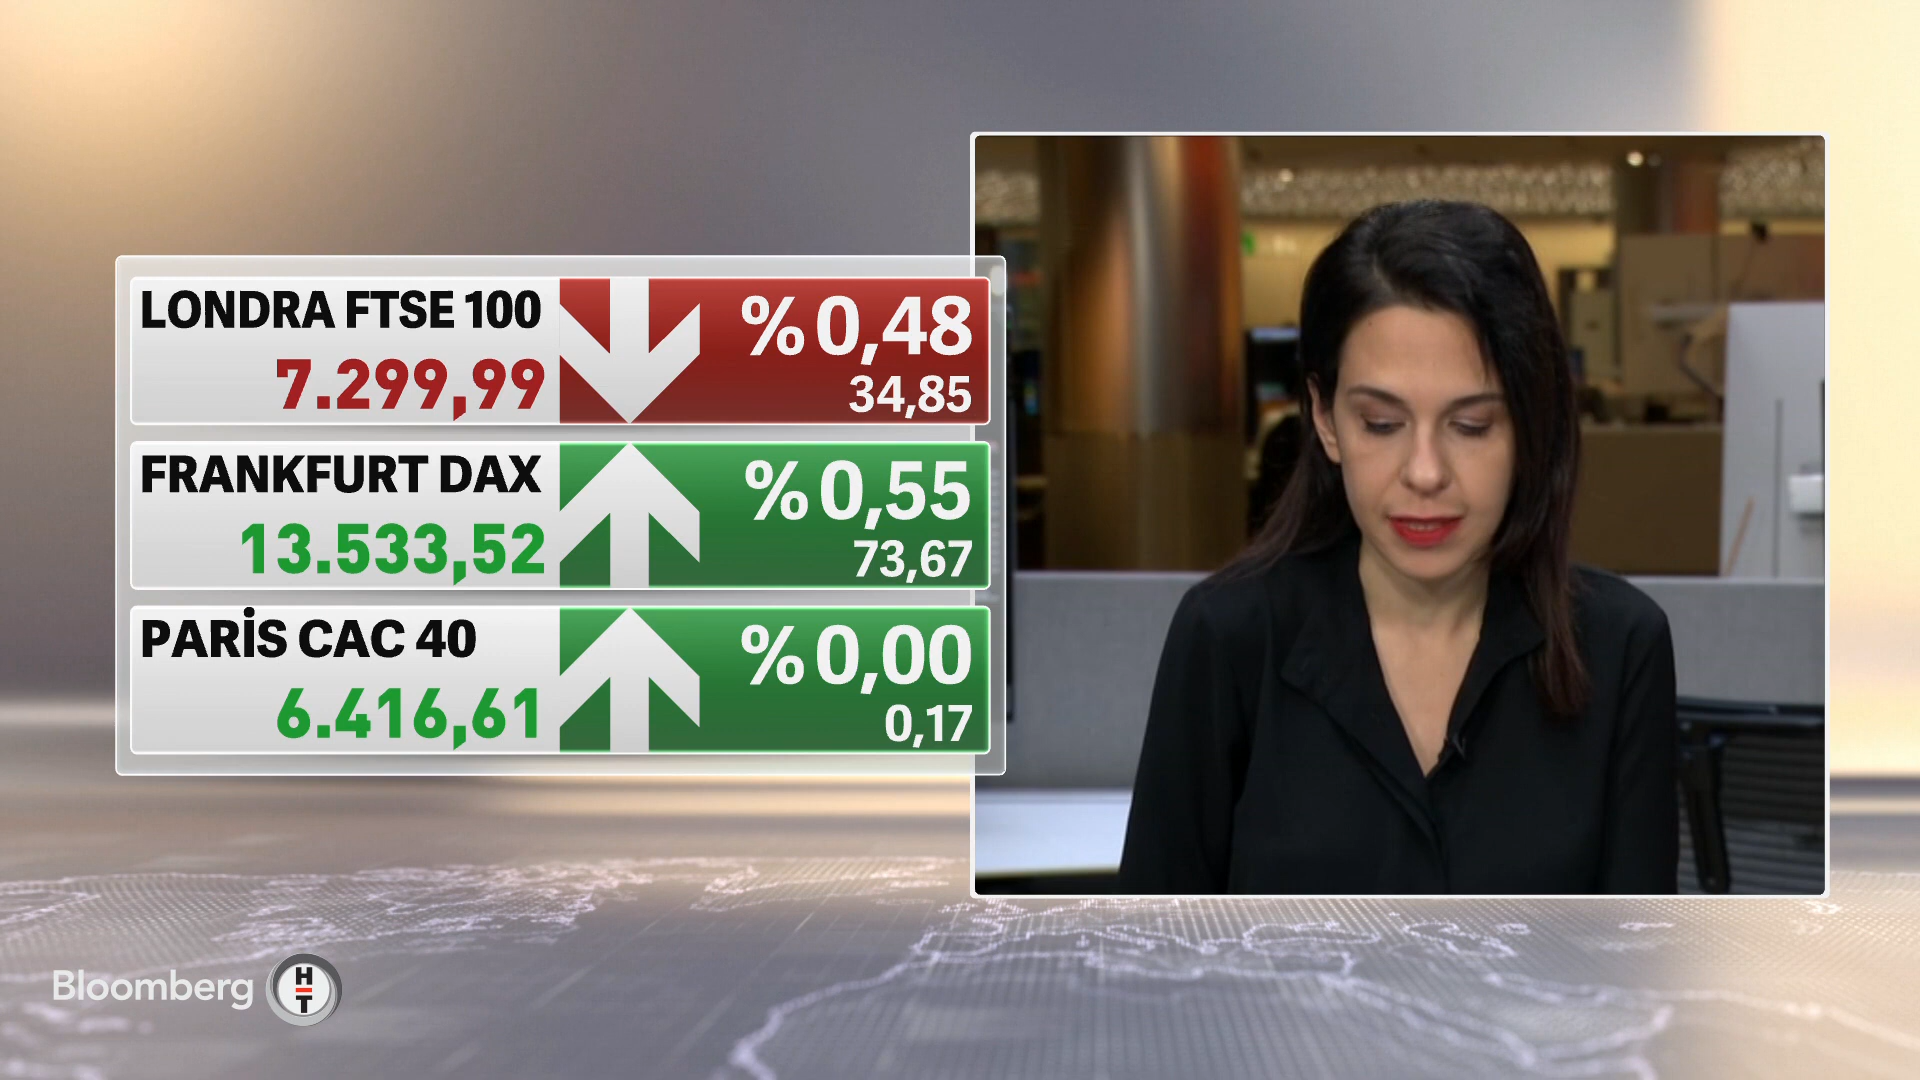 LONDRA FTSE 100
7.299,99
%0,48
34,85
FRANKFURT DAX
13.533,52
%0,55
73,67
PARİS CAC 40
6.416,61
%0,00
0,17
Bloomberg HT